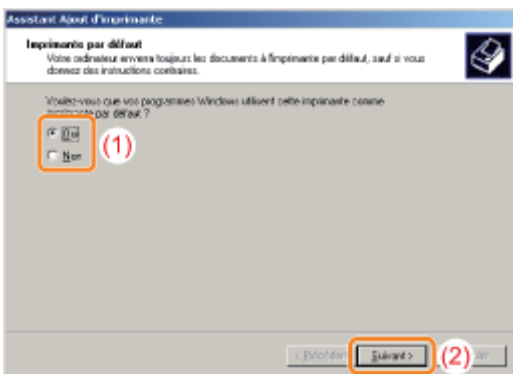 Assistant Ajout d'imprimante
Imprimante par défaut
Votre ordinateur enverra toujours les documents à l'imprimante par défaut, sauf si vous
donnez des instructions contraires.
Voulez-vous que vos programmes Windows utilisent cette imprimante comme
imprimante par défaut ?
Oui
(1)
Non
Suivant >
(2)